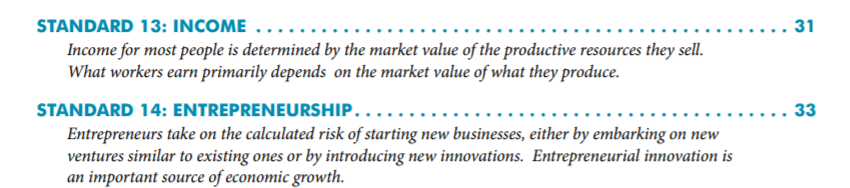 STANDARD 13: INCOME . . . . . . . . . . . . . . . . . . . . . . . . . . . . . . . . . . . . . . . . . . . . . . . . . 31
Income for most people is determined by the market value of the productive resources they sell.
What workers earn primarily depends on the market value of what they produce.
STANDARD 14: ENTREPRENEURSHIP. . . . . . . . . . . . . . . . . . . . . . . . . . . . . . . . . . . . . . . . 33
Entrepreneurs take on the calculated risk of starting new businesses, either by embarking on new
ventures similar to existing ones or by introducing new innovations. Entrepreneurial innovation is
an important source of economic growth.